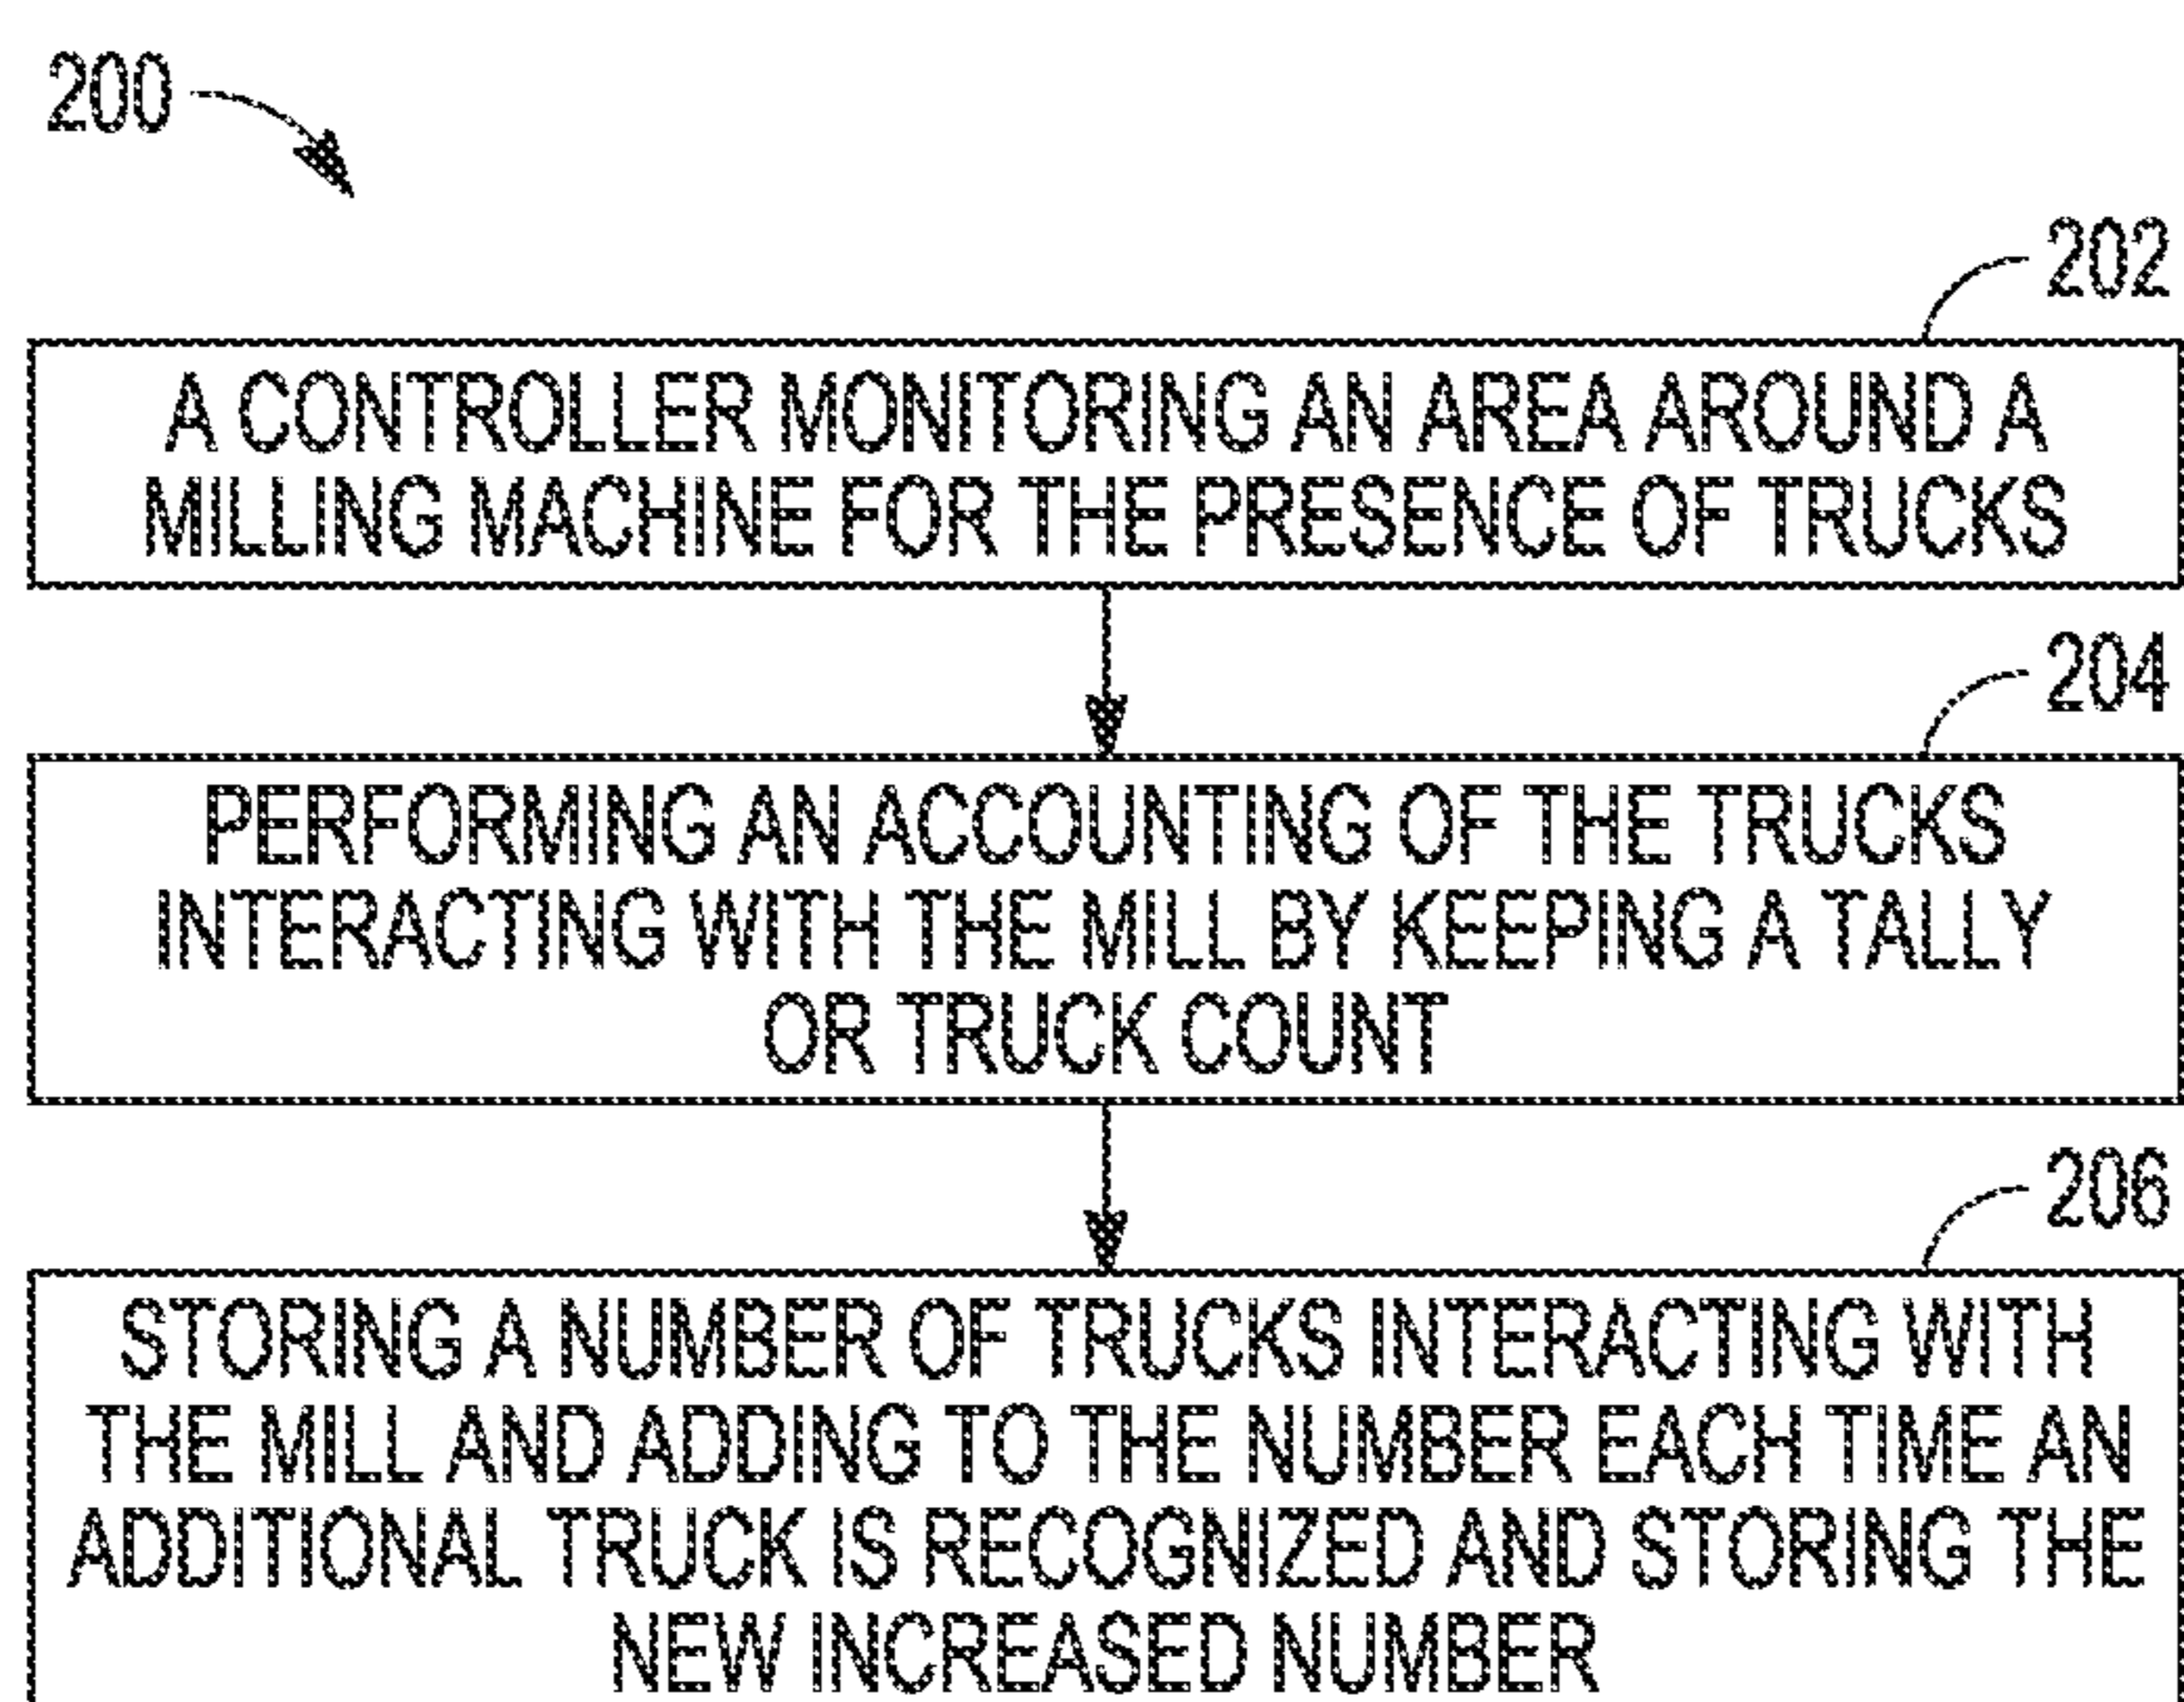 200
202
A CONTROLLER MONITORING AN AREA AROUND A
MILLING MACHINE FOR THE PRESENCE OF TRUCKS
204
PERFORMING AN ACCOUNTING OF THE TRUCKS
INTERACTING WITH THE MILL BY KEEPING A TALLY
OR TRUCK COUNT
206
STORING A NUMBER OF TRUCKS INTERACTING WITH
THE MILL AND ADDING TO THE NUMBER EACH TIME AN
ADDITIONAL TRUCK IS RECOGNIZED AND STORING THE
NEW INCREASED NUMBER